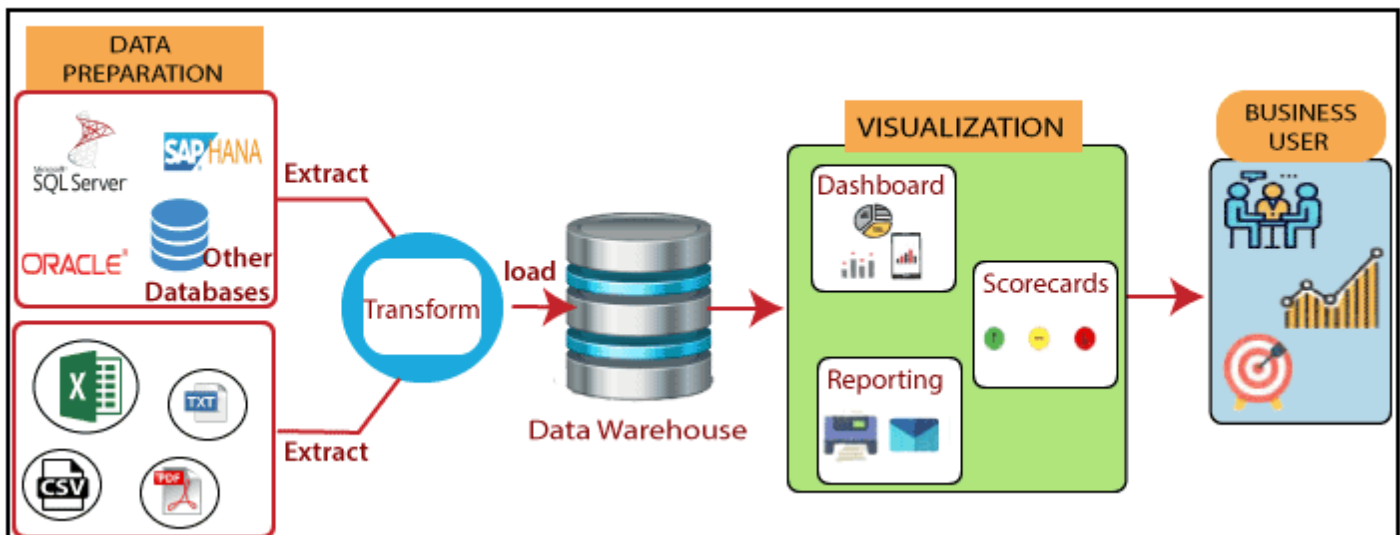 DATA
PREPARATION
Microsoft
SQL Server
SAP HANA
ORACLE
Other
Databases
Extract
X
TXT
CSV
PDF
Extract
Transform
load
Data Warehouse
VISUALIZATION
Dashboard
Scorecards
Reporting
BUSINESS
USER